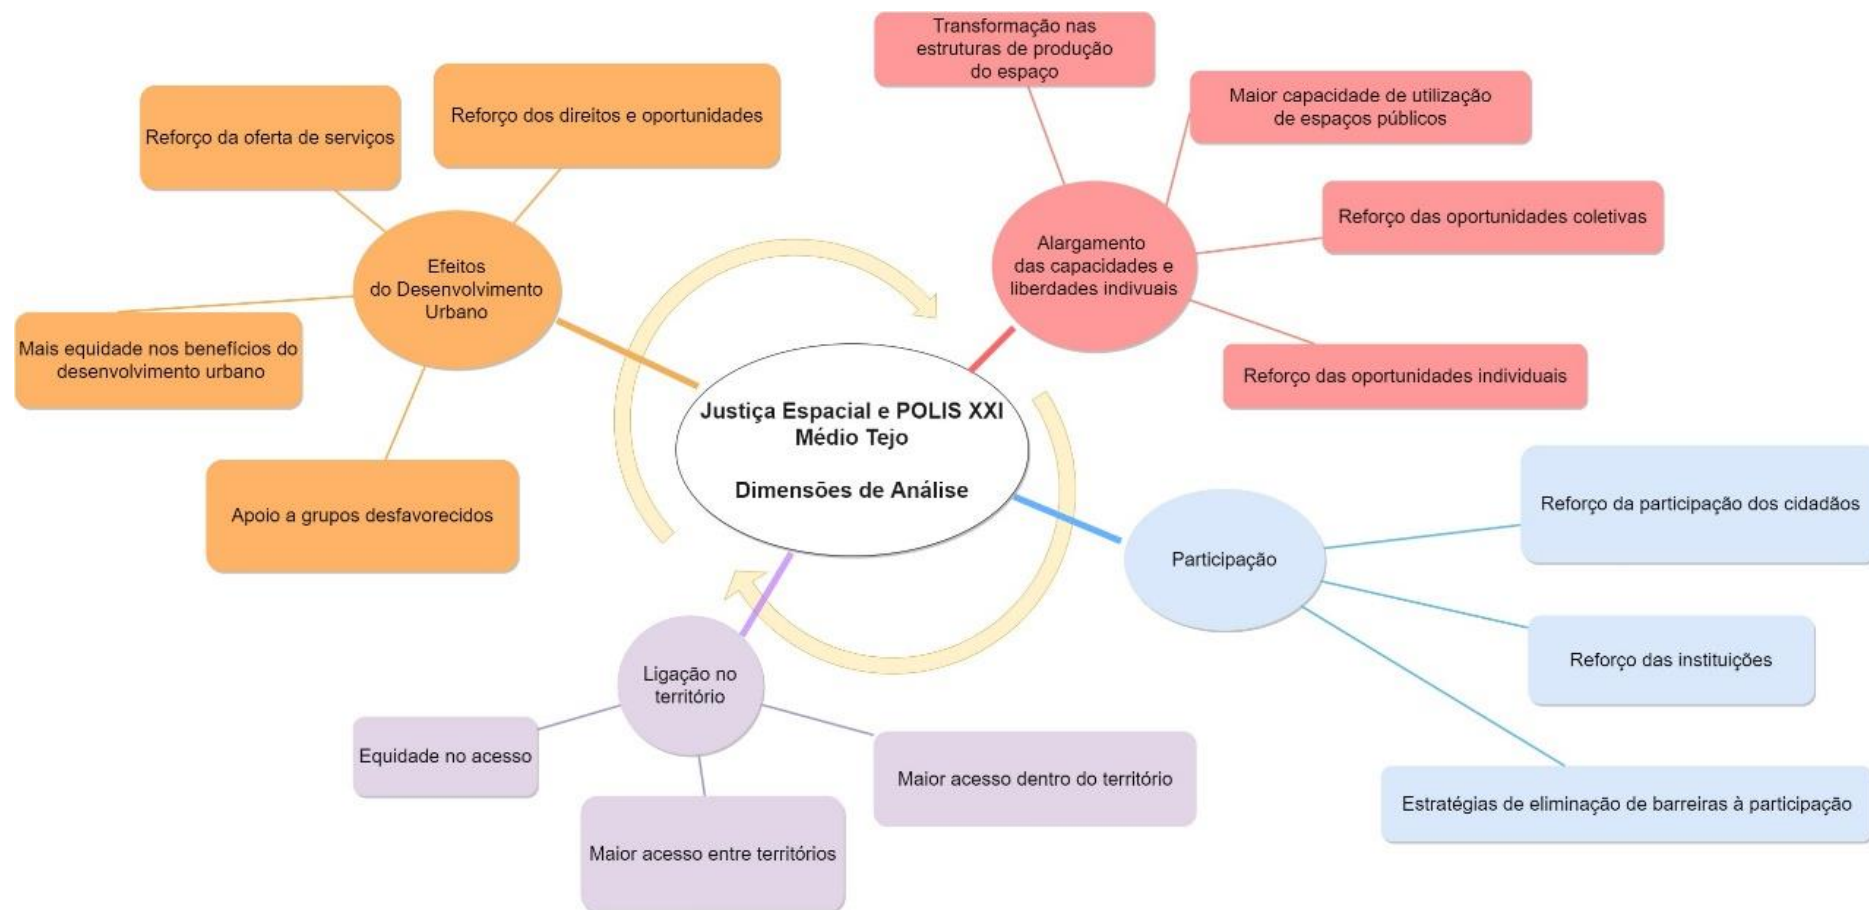 Transformação nas
estruturas de produção
do espaço
Maior capacidade de utilização
de espaços públicos
Reforço dos direitos e oportunidades
Reforço da oferta de serviços
Reforço das oportunidades coletivas
Efeitos
do Desenvolvimento
Urbano
Alargamento
das capacidades e
liberdades indivuais
Mais equidade nos benefícios do
desenvolvimento urbano
Reforço das oportunidades individuais
Justiça Espacial e POLIS XXI
Médio Tejo
Dimensões de Análise
Apoio a grupos desfavorecidos
Reforço da participação dos cidadãos
Participação
Reforço das instituições
Ligação no
território
Equidade no acesso
Maior acesso dentro do território
Estratégias de eliminação de barreiras à participação
Maior acesso entre territórios